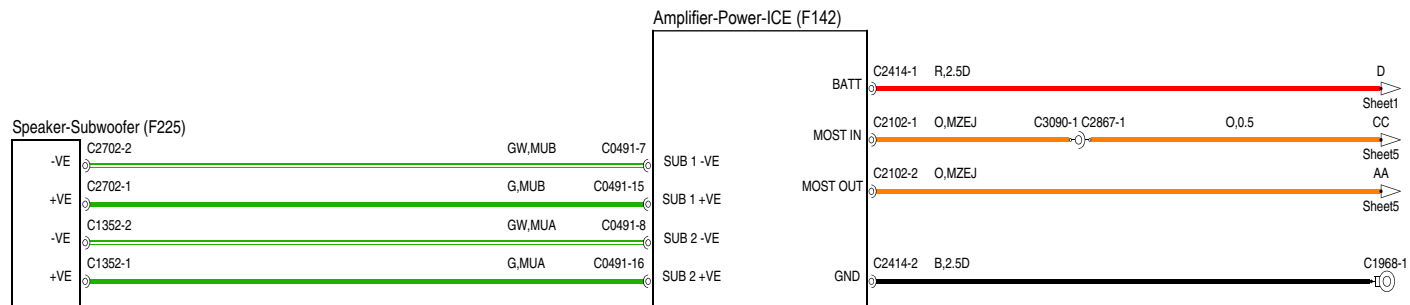 Amplifier-Power-ICE (F142)
BATT C2414-1 R,2.5D D
Sheet1
Speaker-Subwoofer (F225)
MOST IN C2102-1 O,MZEJ C3090-1 C2867-1 O,0.5 CC
Sheet5
-VE C2702-2 GW,MUB C0491-7 SUB 1 -VE
MOST OUT C2102-2 O,MZEJ AA
Sheet5
+VE C2702-1 G,MUB C0491-15 SUB 1 +VE
-VE C1352-2 GW,MUA C0491-8 SUB 2 -VE
+VE C1352-1 G,MUA C0491-16 SUB 2 +VE
GND C2414-2 B,2.5D C1968-1